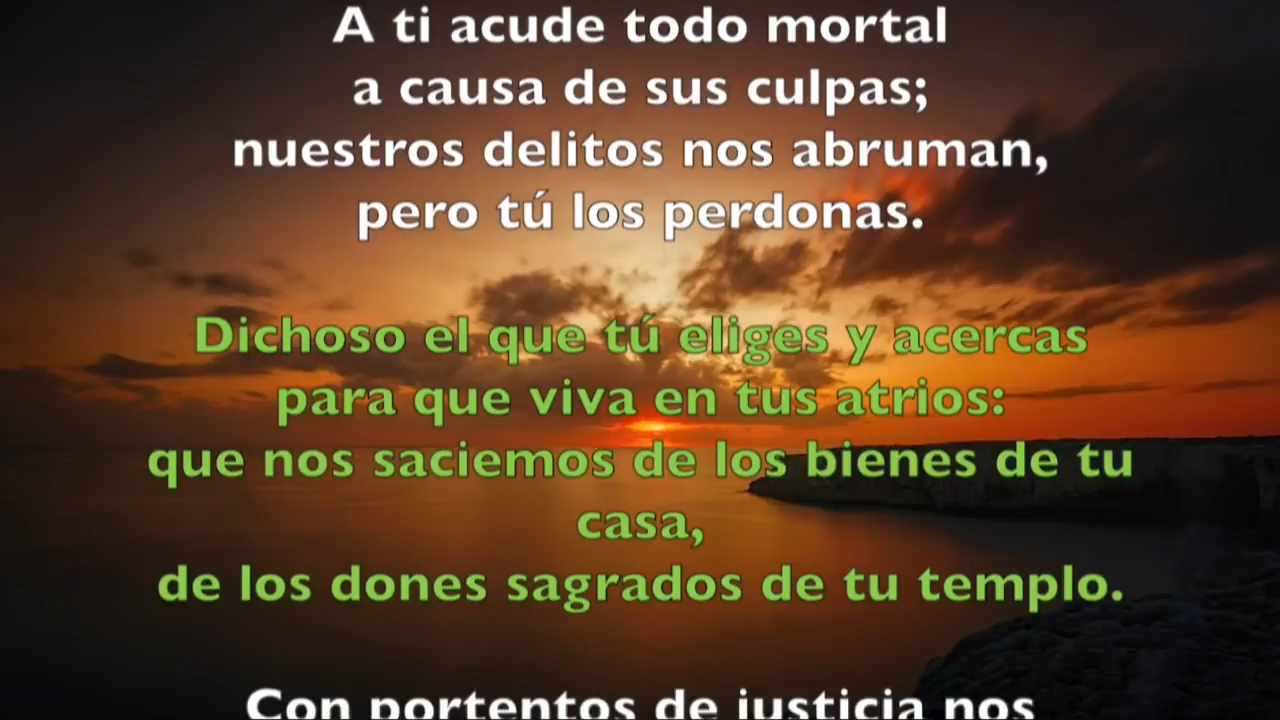 A ti acude todo mortal
a causa de sus culpas;
nuestros delitos nos abruman,
pero tú los perdonas.
Dichoso el que tú eliges y acercas
para que viva en tus atrios:
que nos saciemos de los bienes de tu
casa,
de los dones sagrados de tu templo.
Con portentos de justicia nos